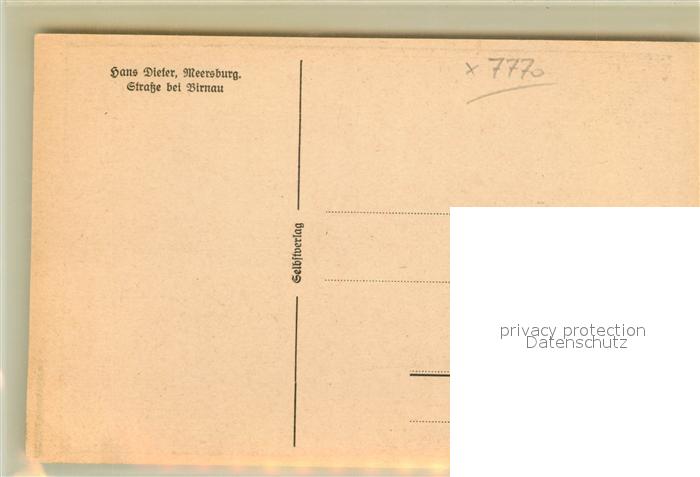 Hans Dieter, Meersburg.
Straße bei Birnau
x 7770
Selbstverlag
privacy protection
Datenschutz